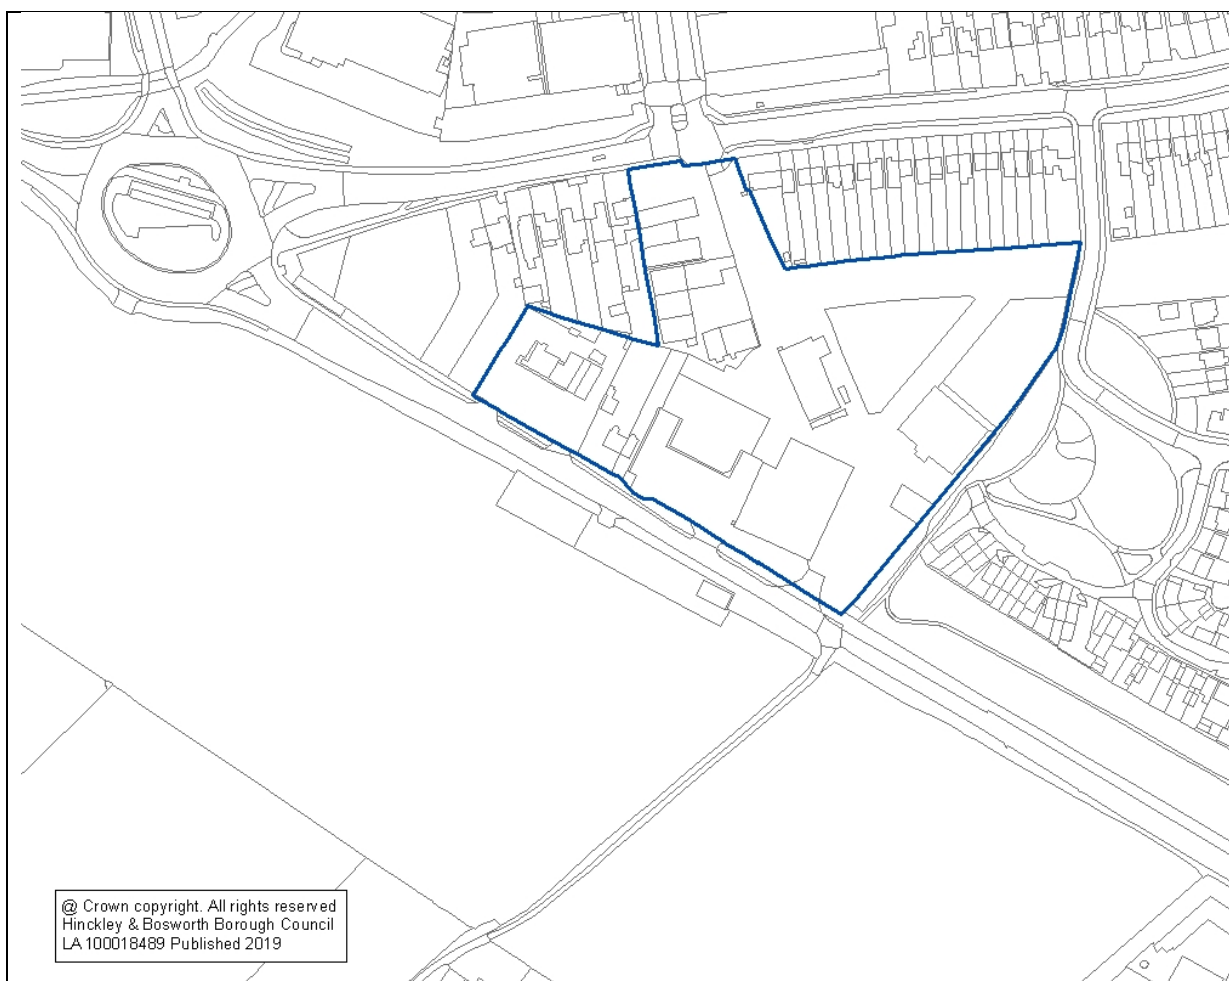 @ Crown copyright. All rights reserved
Hinckley & Bosworth Borough Council
LA 100018489 Published 2019